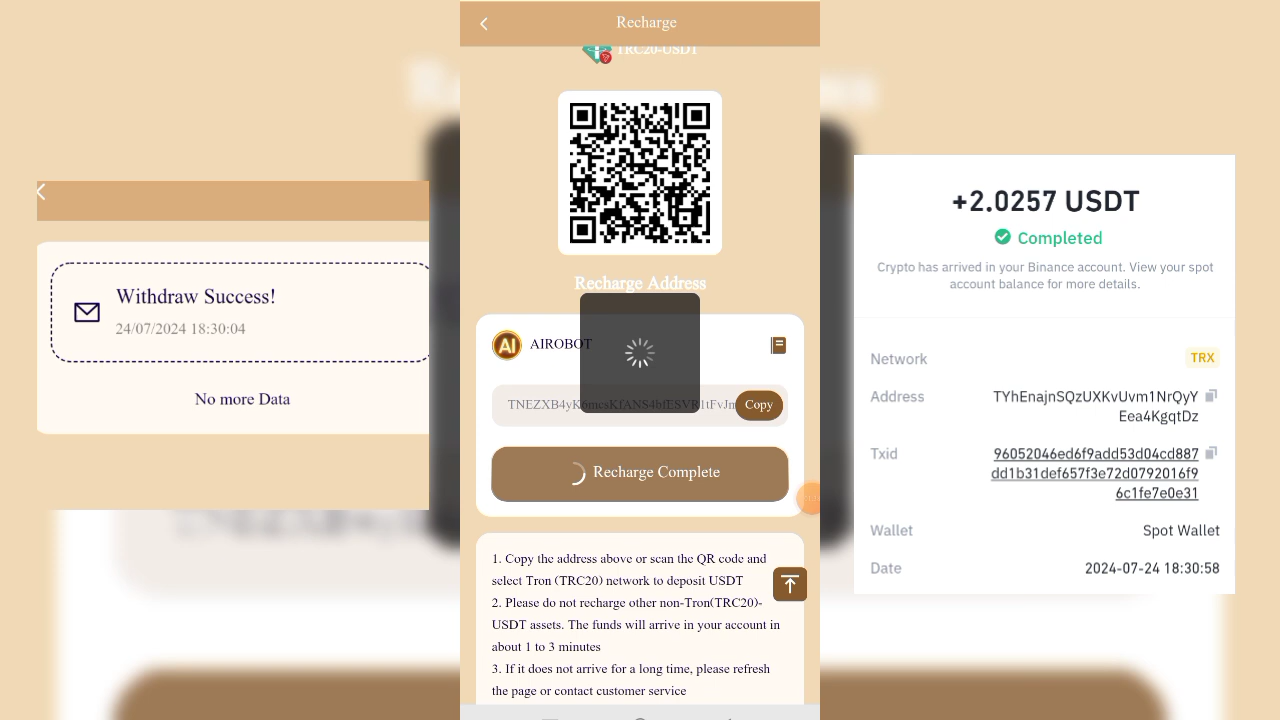 Withdraw Success!
24/07/2024 18:30:04
No more Data
Recharge
TRC20-USDT
Recharge Address
AI AIROBOT
Copy
Recharge Complete
1. Copy the address above or scan the QR code and
select Tron (TRC20) network to deposit USDT
2. Please do not recharge other non-Tron(TRC20)-
USDT assets. The funds will arrive in your account in
about 1 to 3 minutes
3. If it does not arrive for a long time, please refresh
the page or contact customer service
+2.0257 USDT
Completed
Crypto has arrived in your Binance account. View your spot
account balance for more details.
Network TRX
Address TYhEnajnSQzUXKvUvm1NrQyY
Eea4KgqtDz
Txid 96052046ed6f9add53d04cd887
dd1b31def657f3e72d0792016f9
6c1fe7e0e31
Wallet Spot Wallet
Date 2024-07-24 18:30:58